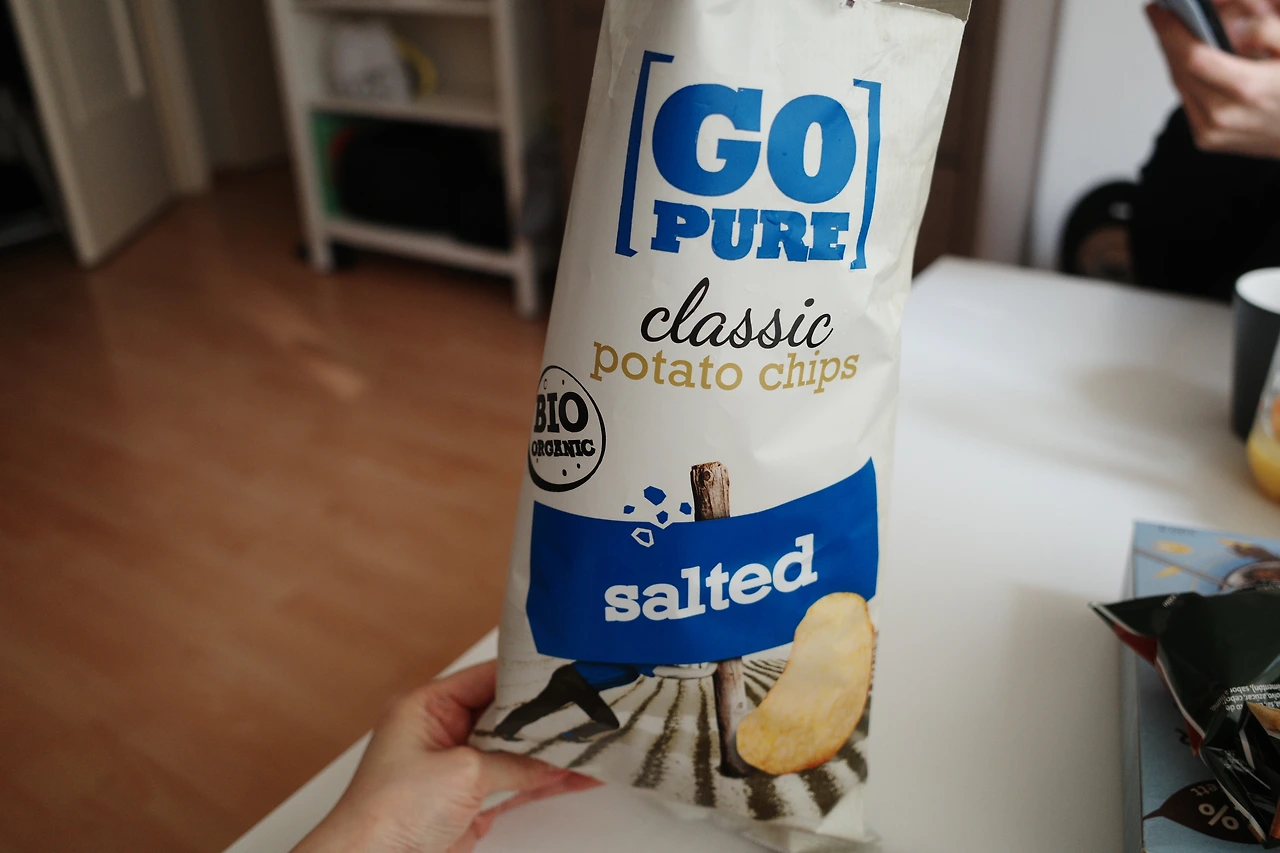 [GO
PURE]
classic
potato chips
BIO
ORGANIC
salted
%